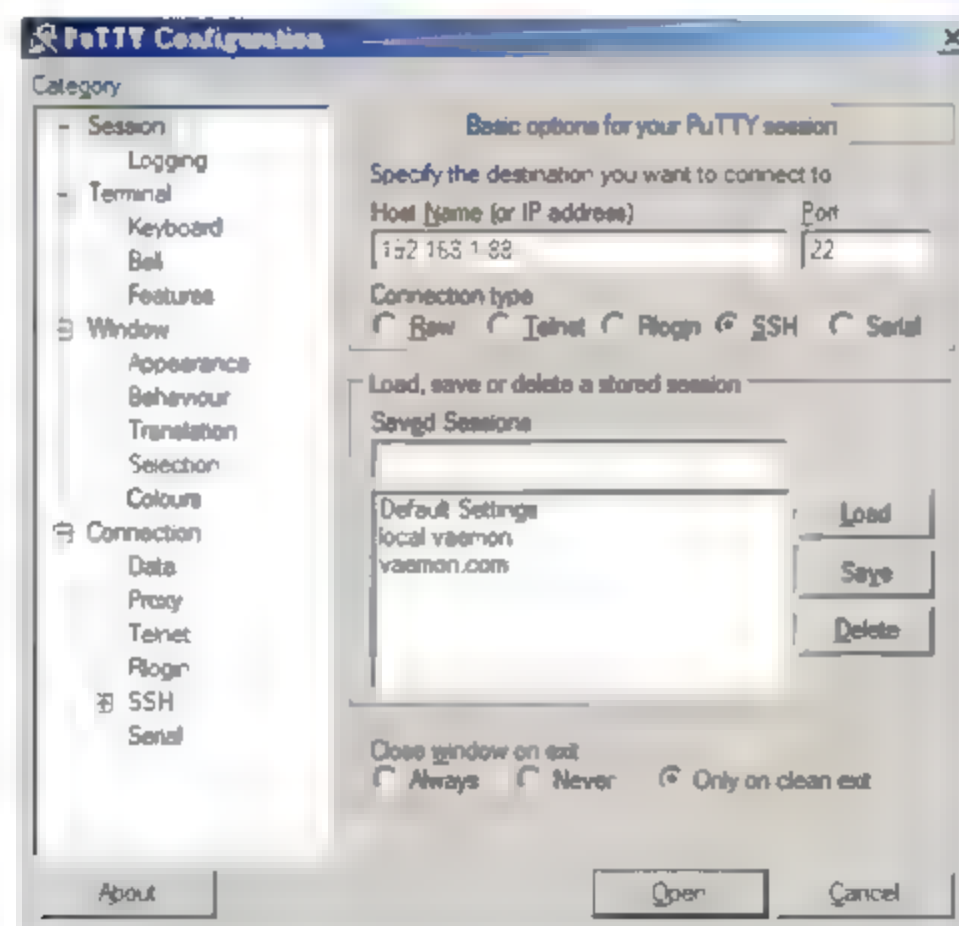 PuTTY Configuration
Category
Session
Logging
Terminal
Keyboard
Bell
Features
Window
Appearance
Behaviour
Translation
Selection
Colours
Connection
Data
Proxy
Telnet
Rlogin
SSH
Serial
Basic options for your PuTTY session
Specify the destination you want to connect to
Host Name (or IP address) Port
22
Connection type
Raw Telnet Rlogin SSH Serial
Load, save or delete a stored session
Saved Sessions
Default Settings
local vaemon
vaemon.com
Load
Save
Delete
Close window on exit
Always Never Only on clean exit
About Open Cancel